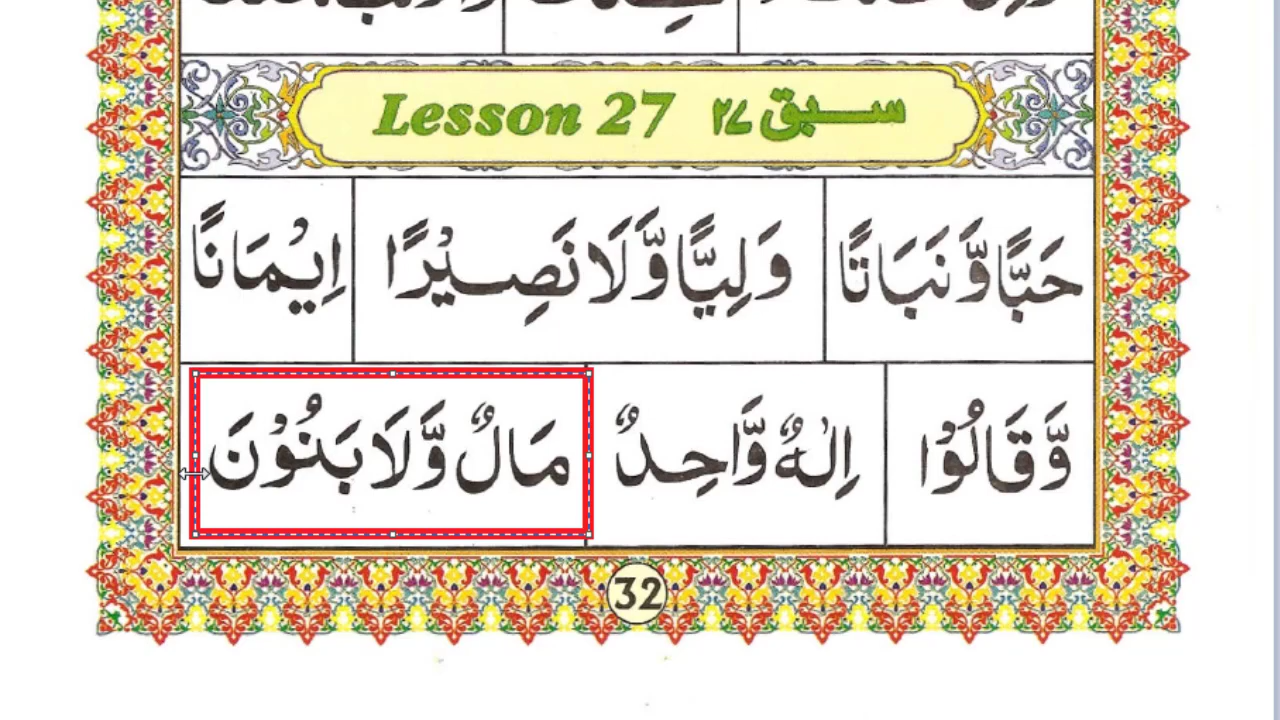 Lesson 27 سبق ۲۷
حَبًّا وَّنَبَاتًا وَلِيًّا وَّلَا نَصِيْرًا اِيْمَانًا
وَّقَالُوْا اِلٰهٌ وَّاحِدٌ مَالٌ وَّلَا بَنُوْنَ
32